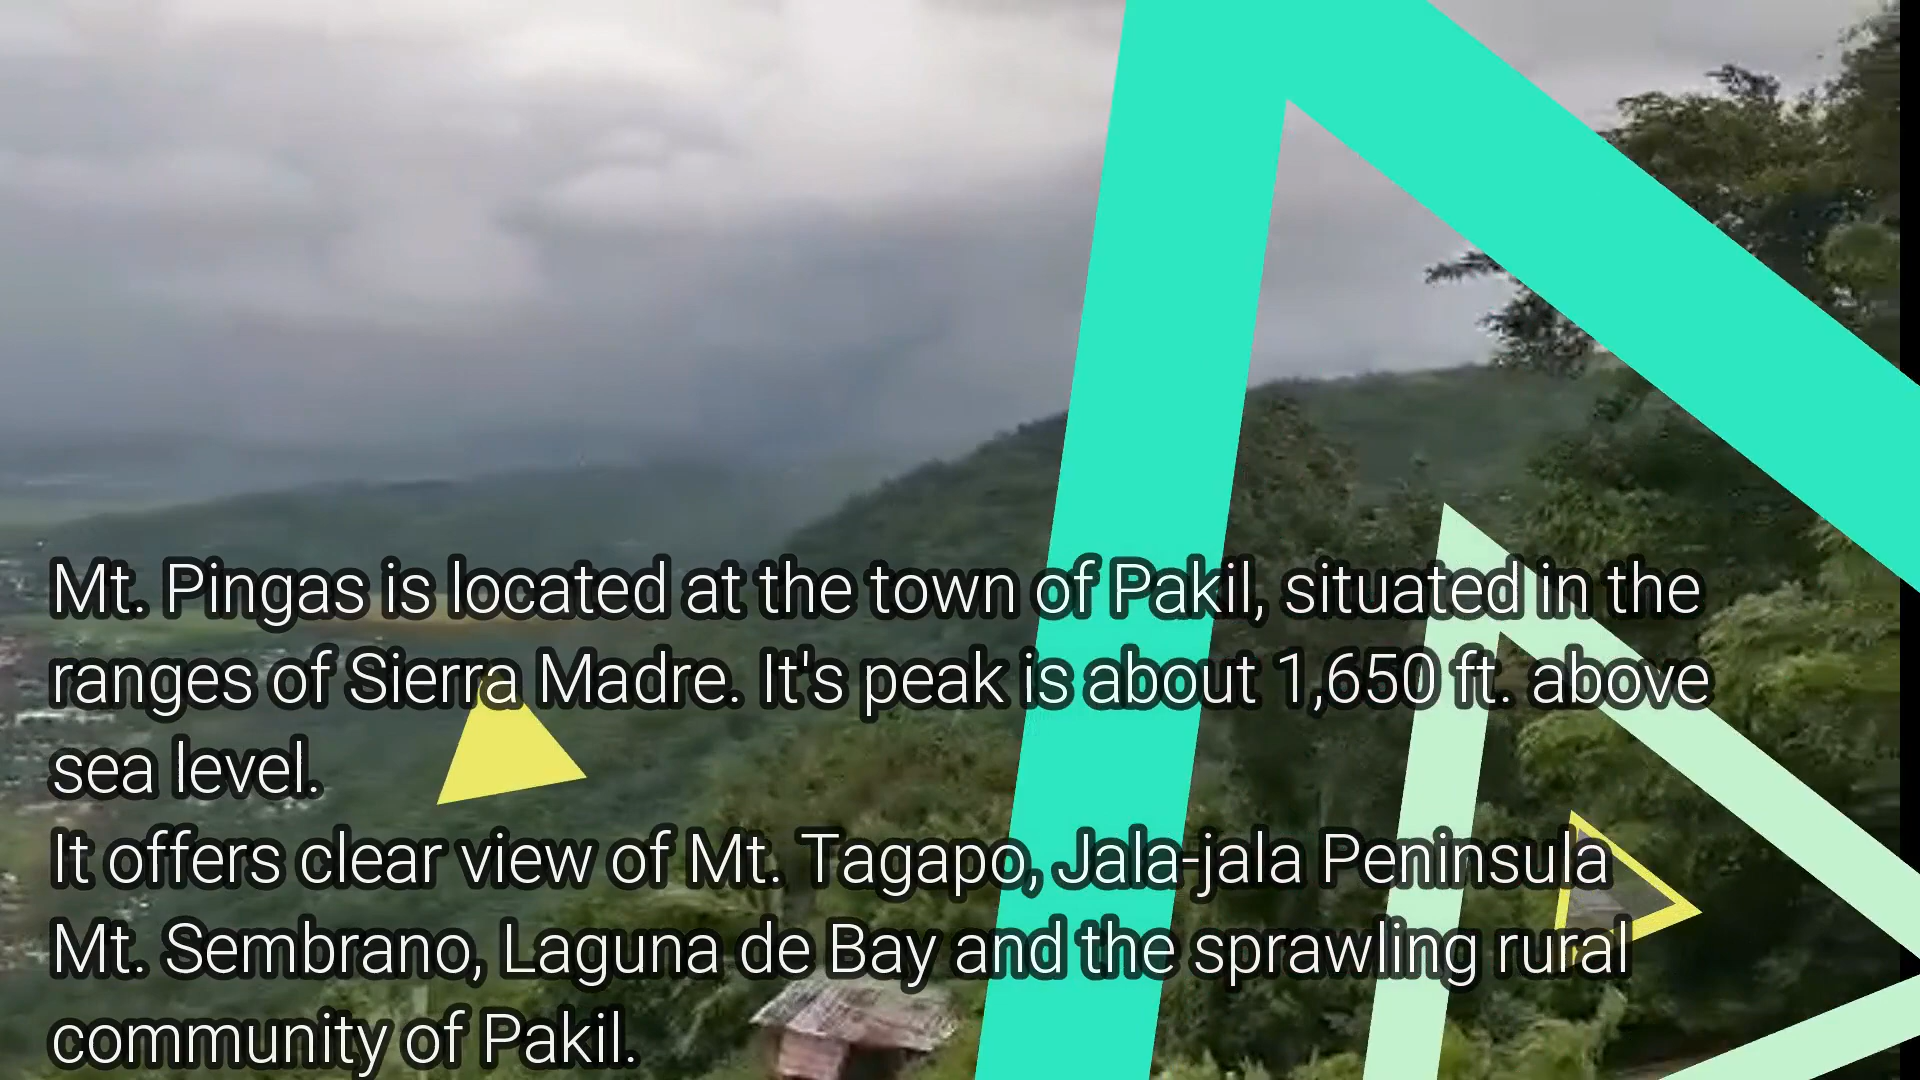 Mt. Pingas is located at the town of Pakil, situated in the
ranges of Sierra Madre. It's peak is about 1,650 ft. above
sea level.
It offers clear view of Mt. Tagapo, Jala-jala Peninsula
Mt. Sembrano, Laguna de Bay and the sprawling rural
community of Pakil.